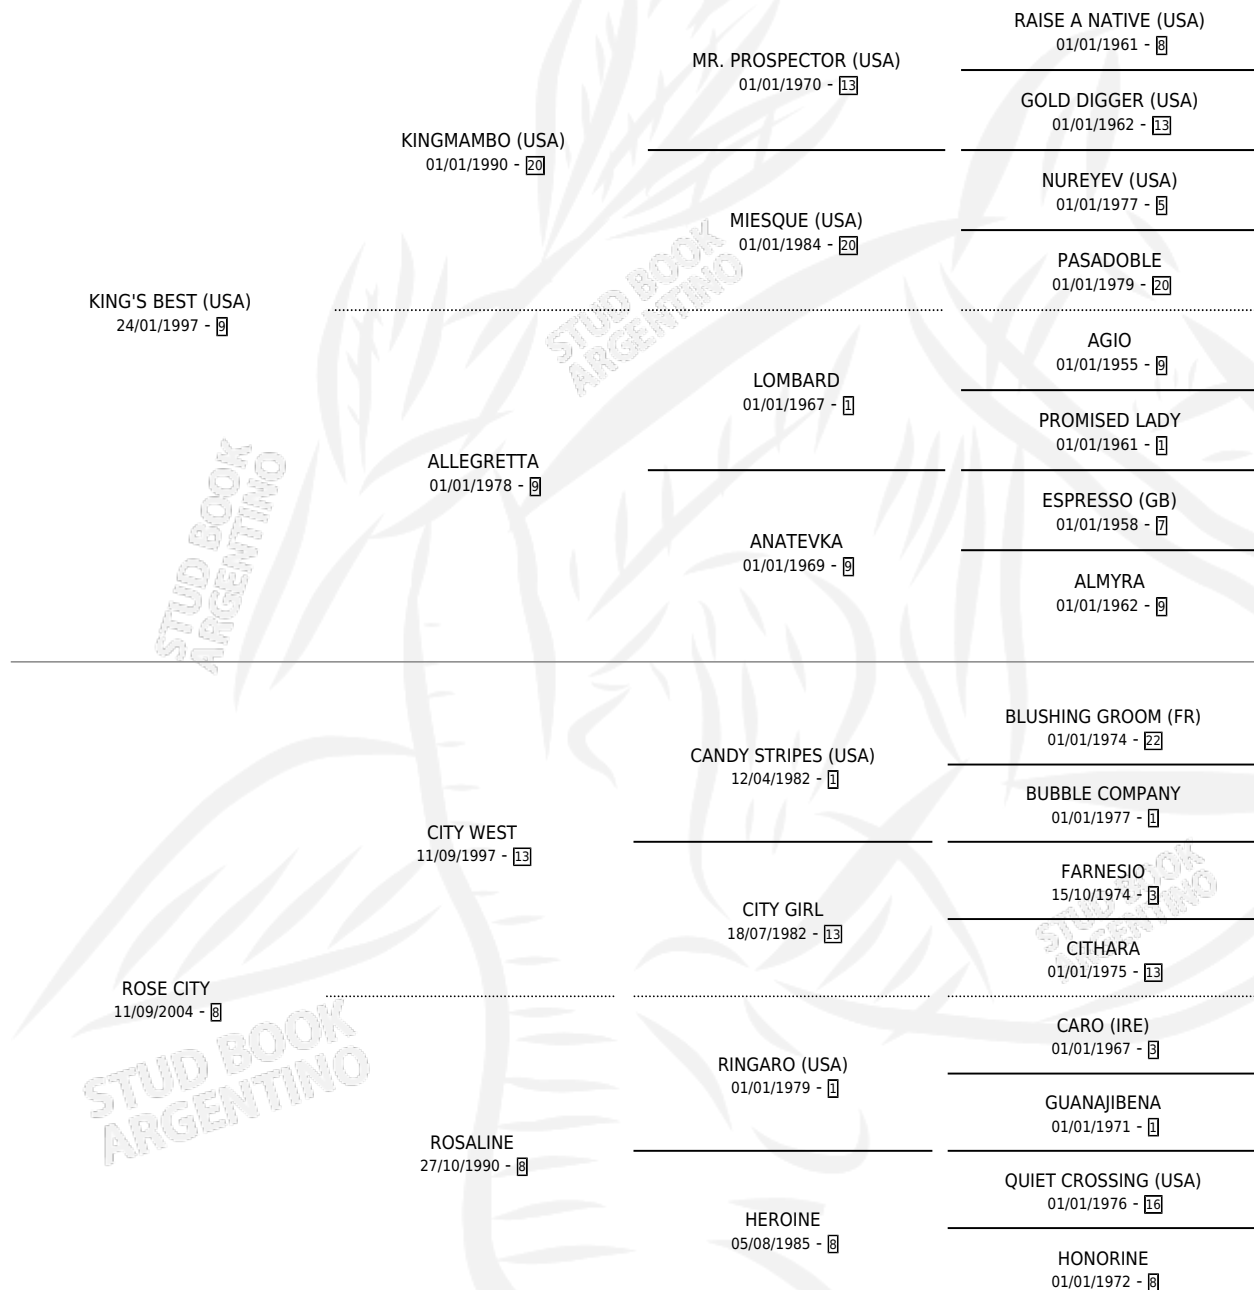 RAISE A NATIVE (USA)
01/01/1961 - 8
MR. PROSPECTOR (USA)
01/01/1970 - 13
GOLD DIGGER (USA)
01/01/1962 - 13
KINGMAMBO (USA)
01/01/1990 - 20
NUREYEV (USA)
01/01/1977 - 5
MIESQUE (USA)
01/01/1984 - 20
PASADOBLE
01/01/1979 - 20
KING'S BEST (USA)
24/01/1997 - 9
AGIO
01/01/1955 - 9
LOMBARD
01/01/1967 - 1
PROMISED LADY
01/01/1961 - 1
ALLEGRETTA
01/01/1978 - 9
ESPRESSO (GB)
01/01/1958 - 7
ANATEVKA
01/01/1969 - 9
ALMYRA
01/01/1962 - 9
BLUSHING GROOM (FR)
01/01/1974 - 22
CANDY STRIPES (USA)
12/04/1982 - 1
BUBBLE COMPANY
01/01/1977 - 1
CITY WEST
11/09/1997 - 13
FARNESIO
15/10/1974 - 3
CITY GIRL
18/07/1982 - 13
CITHARA
01/01/1975 - 13
ROSE CITY
11/09/2004 - 8
CARO (IRE)
01/01/1967 - 3
RINGARO (USA)
01/01/1979 - 1
GUANAJIBENA
01/01/1971 - 1
ROSALINE
27/10/1990 - 8
QUIET CROSSING (USA)
01/01/1976 - 16
HEROINE
05/08/1985 - 8
HONORINE
01/01/1972 - 8
STUD BOOK
ARGENTINO
STUD BOOK
ARGENTINO
STUD BOOK
ARGENTINO
STUD BOOK
ARGENTINO